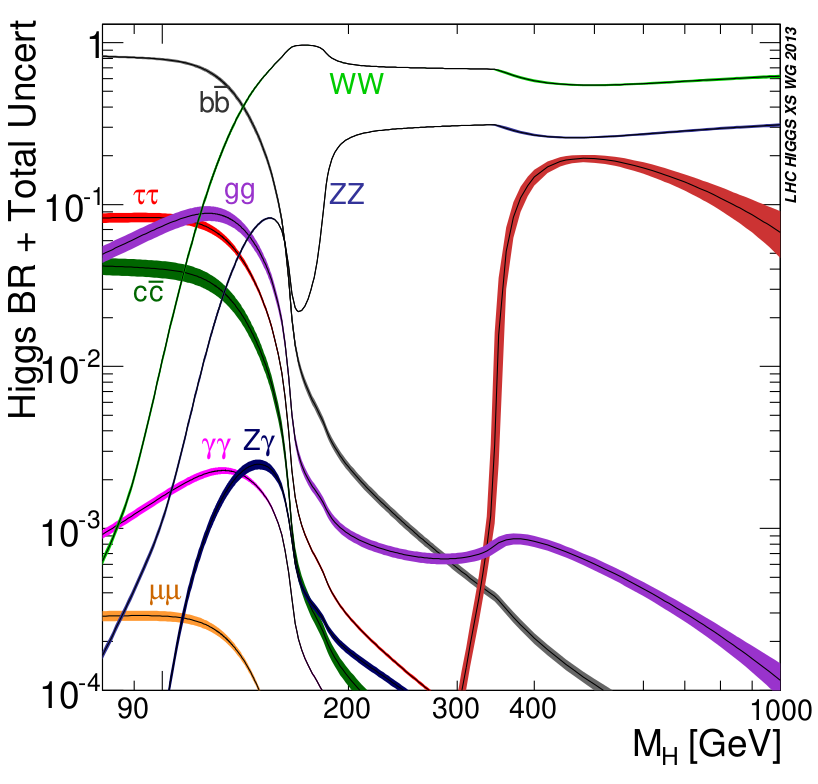 Higgs BR + Total Uncert
1
10-1
10-2
10-3
10-4
bb̅
WW
ZZ
ττ
gg
cc̅
γγ
Zγ
μμ
LHC HIGGS XS WG 2013
90
200
300
400
1000
MH [GeV]